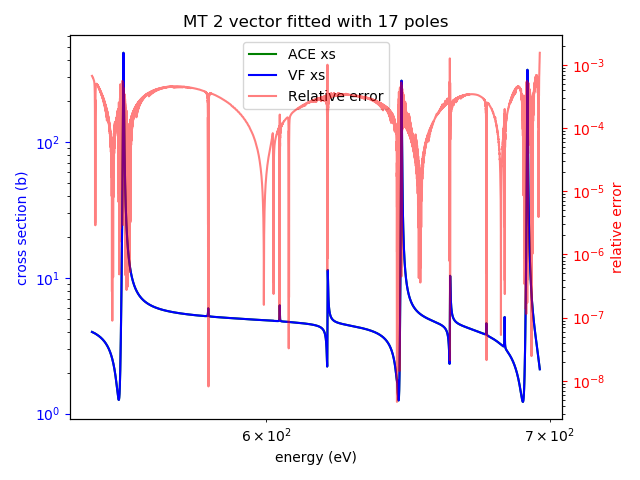 MT 2 vector fitted with 17 poles
ACE xs
VF xs
Relative error
cross section (b)
10²
10¹
10⁰
10⁻³
10⁻⁴
10⁻⁵
10⁻⁶
10⁻⁷
10⁻⁸
relative error
6 × 10²
7 × 10²
energy (eV)